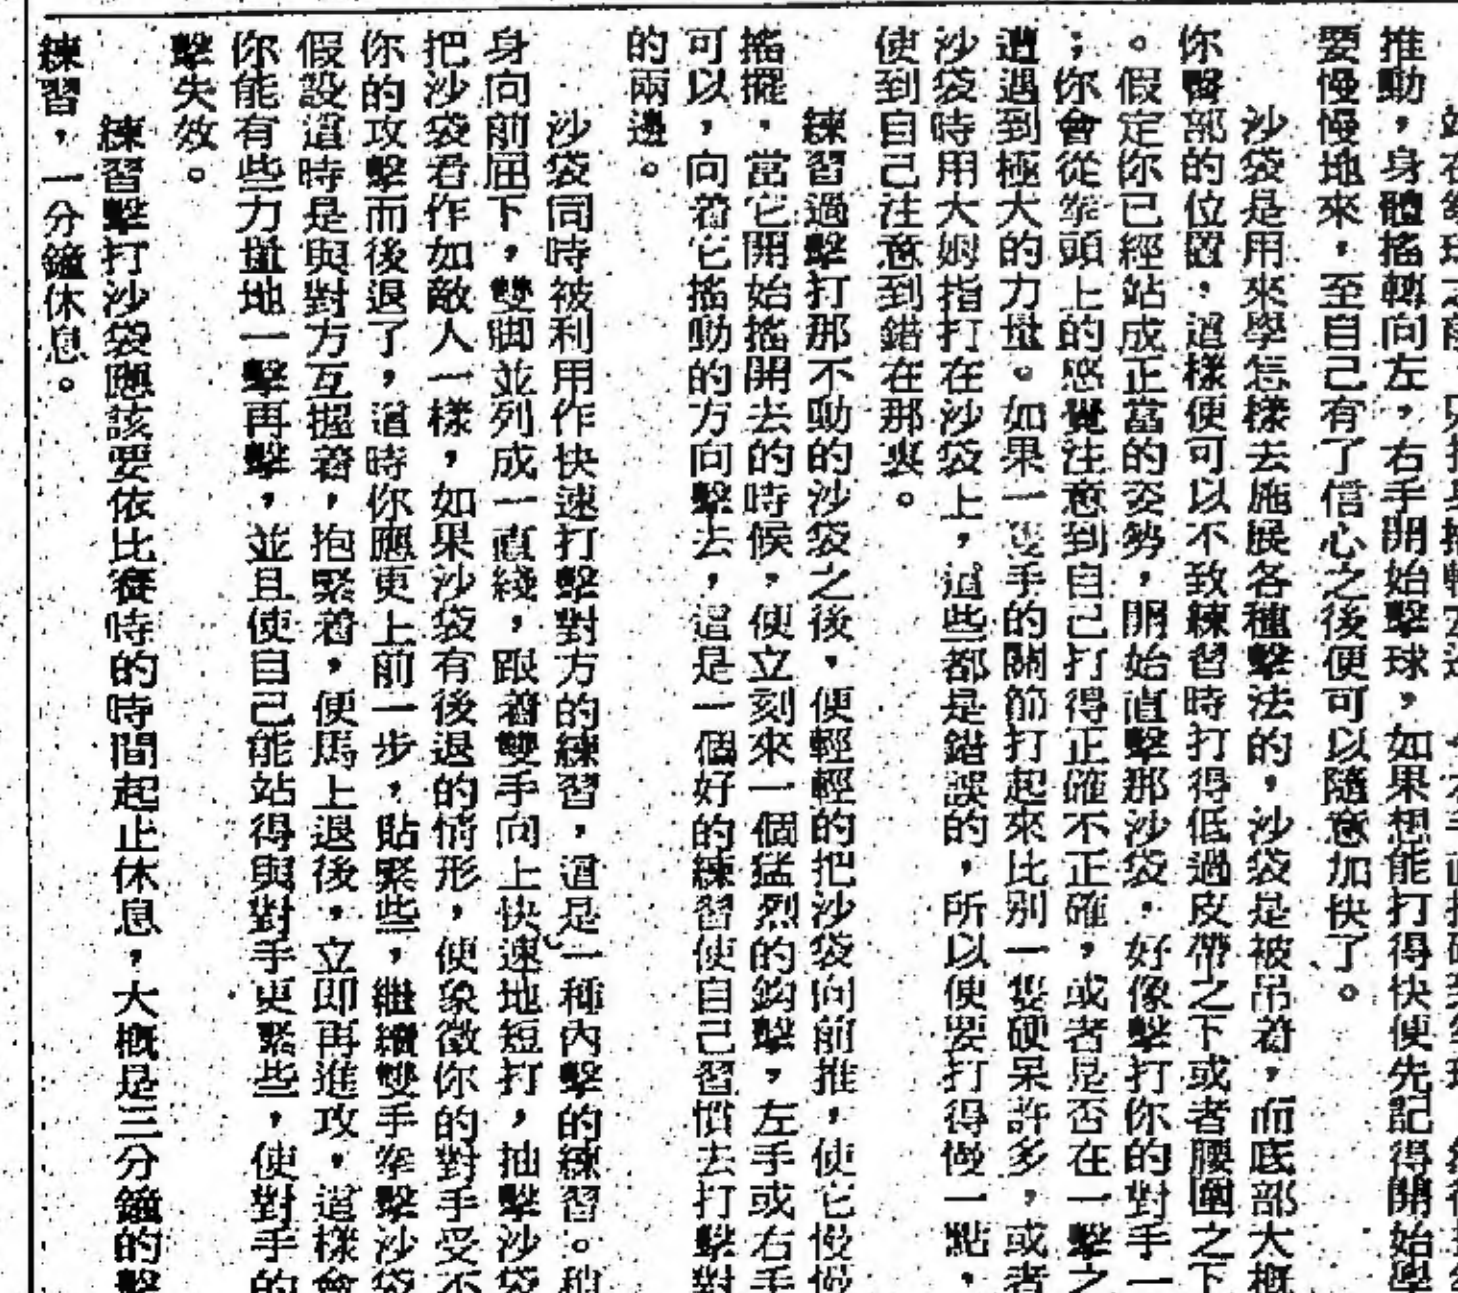 推動，身體搖轉向左，右手開始擊球，如果想能打得快便先記得開始學
要慢慢地來，至自己有了信心之後便可以隨意加快了。
沙袋是用來學怎樣去施展各種擊法的，沙袋是被吊着，而底部大概
你臀部的位置，這樣便可以不致練習時打得低過皮帶之下或者腰圍之下
。假定你已經站成正當的姿勢，開始直擊那沙袋，好像擊打你的對手一
；你會從拳頭上的感覺注意到自己打得正確不正確，或者是否在一擊之
遭遇到極大的力量。如果一隻手的關節打起來比別一隻硬呆許多，或者
沙袋時用大姆指打在沙袋上，這些都是錯誤的，所以便要打得慢一點，
使到自己注意到錯在那裏。
練習過擊打那不動的沙袋之後，便輕輕的把沙袋向前推，使它慢慢
搖擺，當它開始搖開去的時候，便立刻來一個猛烈的鈎擊，左手或右手
可以，向着它搖動的方向擊去，這是一個好的練習使自己習慣去打擊對
的兩邊。
沙袋同時被利用作快速打擊對方的練習，這是一種內擊的練習。稍
身向前屈下，雙脚並列成一直綫，跟着雙手向上快速地短打，抽擊沙袋
把沙袋君作如敵人一樣，如果沙袋有後退的情形，便象徵你的對手受不
你的攻擊而後退了，這時你應更上前一步，貼緊些，繼續雙手拳擊沙袋
假設這時是與對方互握着，抱緊着，便馬上退後，立即再進攻，這樣會
你能有些力量地一擊再擊，並且使自己能站得與對手更緊些，使對手的
擊失效。
練習擊打沙袋應該要依比賽時的時間起止休息，大概是三分鐘的擊
練習，一分鐘休息。